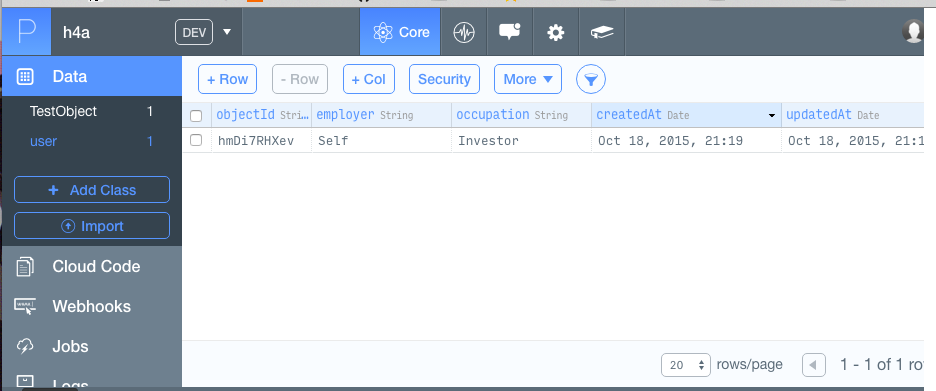 P h4a DEV Core
Data
+ Row - Row + Col Security More
TestObject 1
objectId Stri… employer String occupation String createdAt Date updatedAt Date
user 1
hmDi7RHXev Self Investor Oct 18, 2015, 21:19 Oct 18, 2015, 21:1
+ Add Class
Import
Cloud Code
Webhooks
Jobs
20 rows/page 1 - 1 of 1 ro
Logs